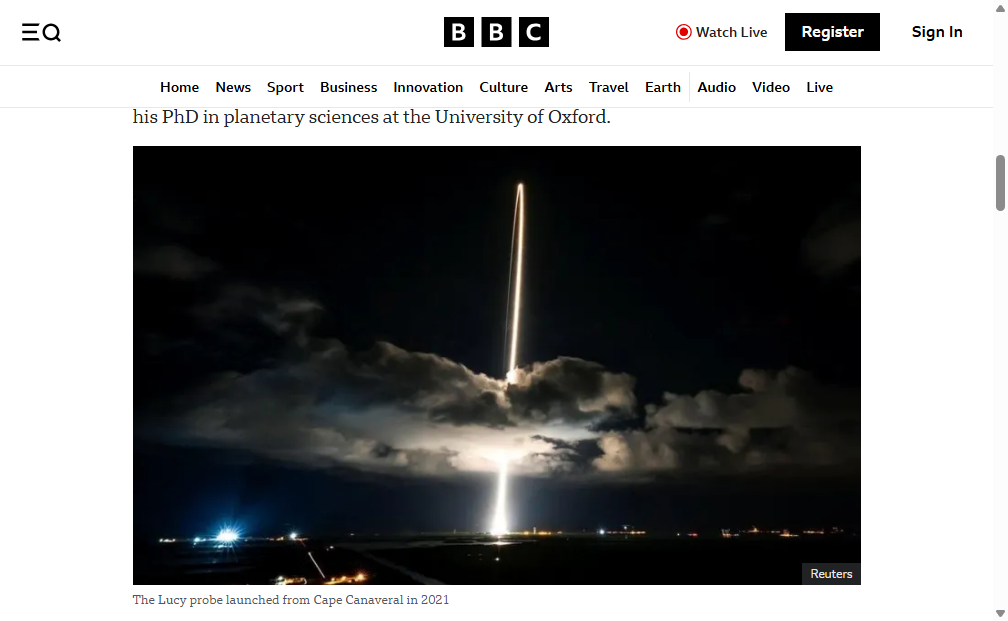 BBC
Watch Live
Register
Sign In
Home News Sport Business Innovation Culture Arts Travel Earth Audio Video Live
his PhD in planetary sciences at the University of Oxford.
Reuters
The Lucy probe launched from Cape Canaveral in 2021